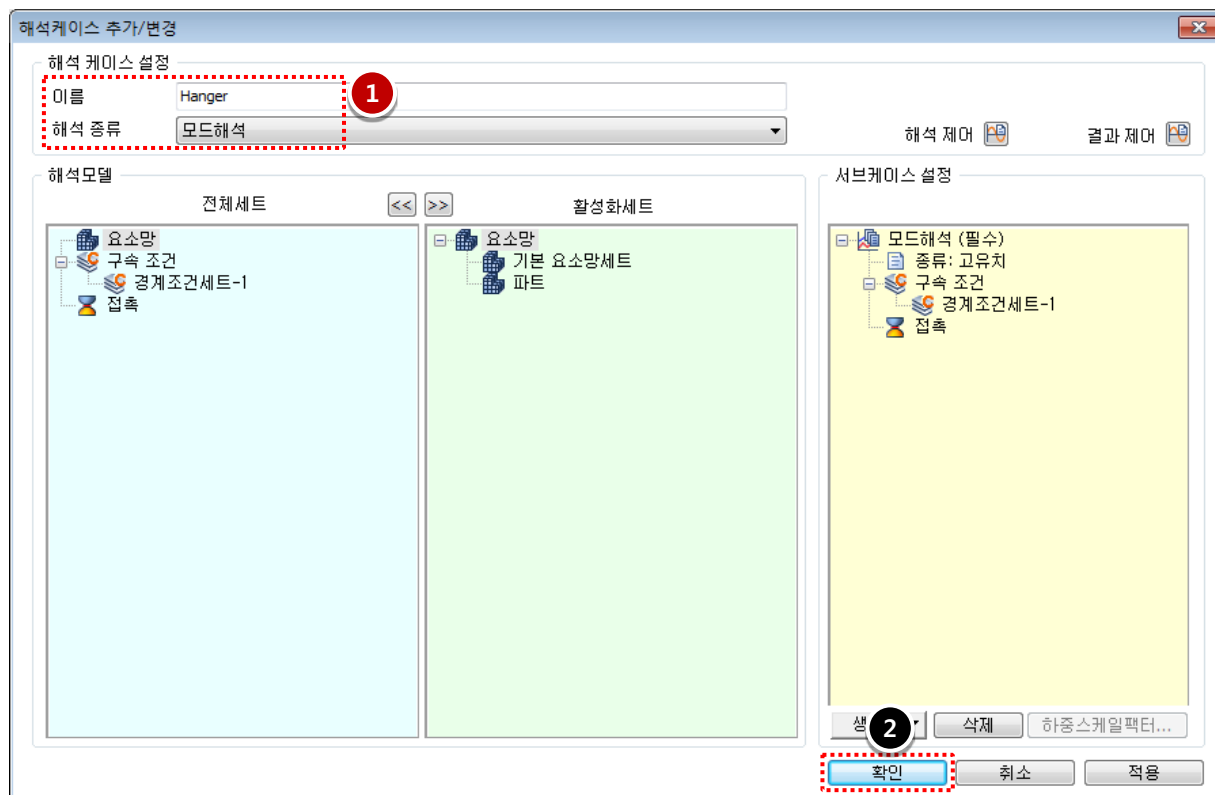 해석케이스 추가/변경
해석 케이스 설정
이름 Hanger 1
해석 종류 모드해석 해석 제어 결과 제어
해석모델 서브케이스 설정
전체세트 << >> 활성화세트
요소망 요소망 모드해석 (필수)
구속 조건 기본 요소망세트 종류: 고유치
경계조건세트-1 파트 구속 조건
접촉 경계조건세트-1
접촉
2 삭제 하중스케일팩터...
확인 취소 적용